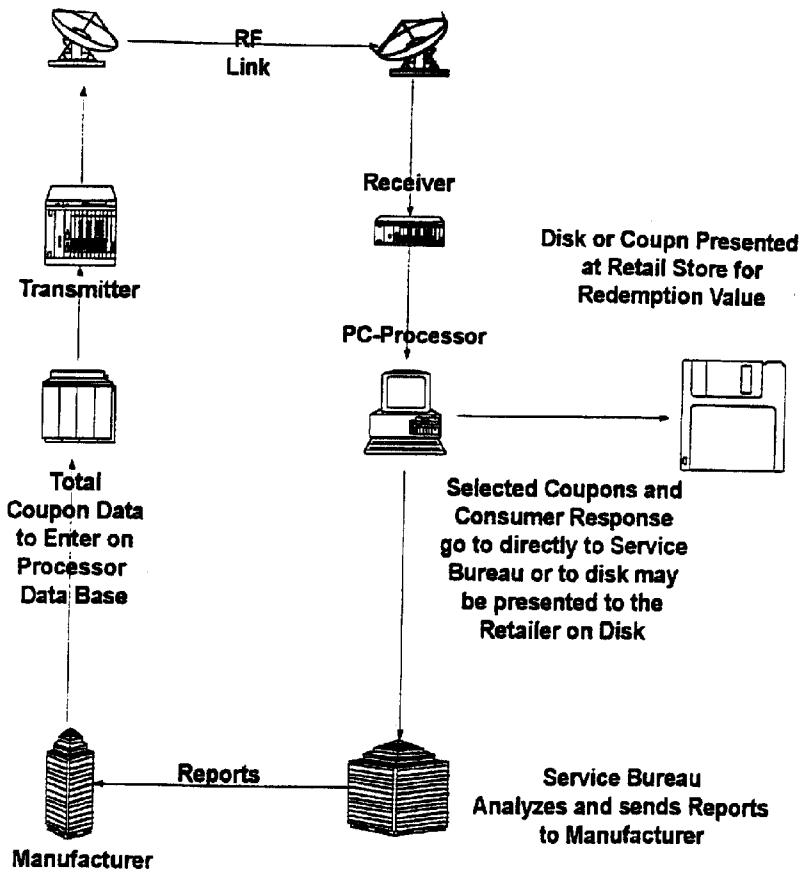 RF
Link
Receiver
Disk or Coupn Presented
at Retail Store for
Redemption Value
Transmitter
PC-Processor
Total
Coupon Data
to Enter on
Processor
Data Base
Selected Coupons and
Consumer Response
go to directly to Service
Bureau or to disk may
be presented to the
Retailer on Disk
Reports
Service Bureau
Analyzes and sends Reports
to Manufacturer
Manufacturer